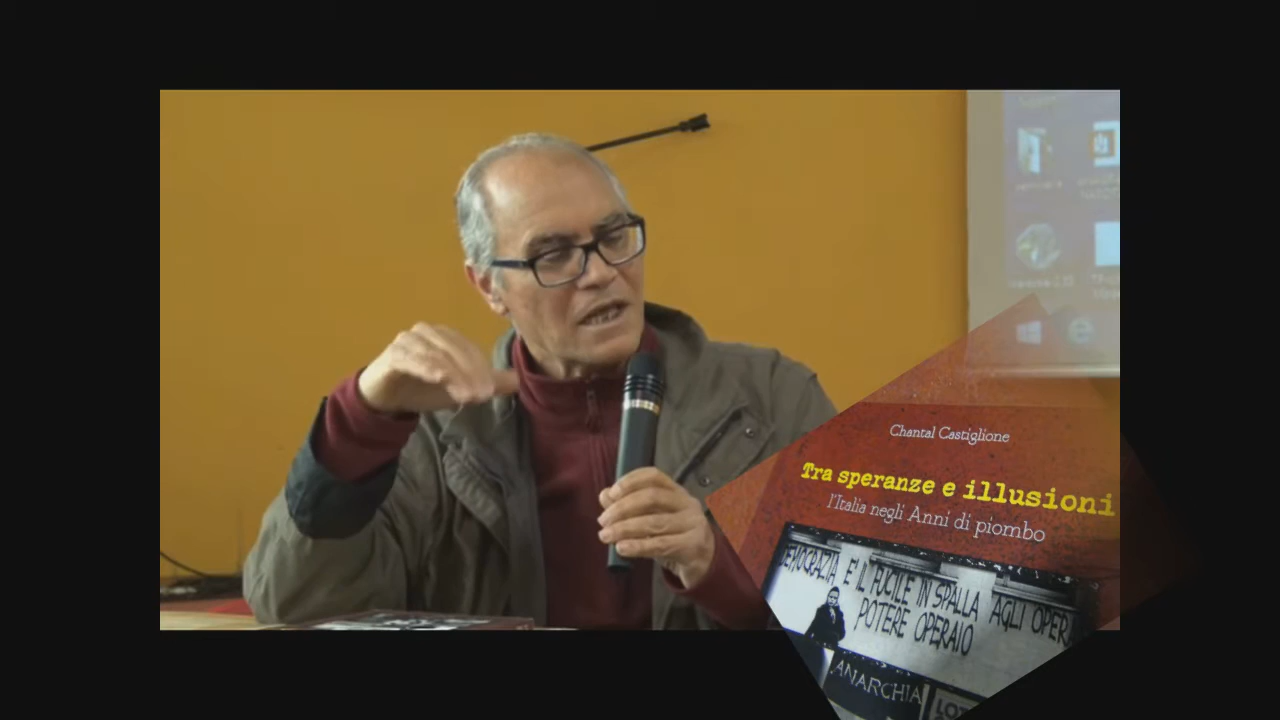 Chantal Castiglione
Tra speranze e illusioni
l'Italia negli Anni di piombo
DEMOCRAZIA E' IL FUCILE IN SPALLA AGLI OPER
POTERE OPERAIO
ANARCHIA